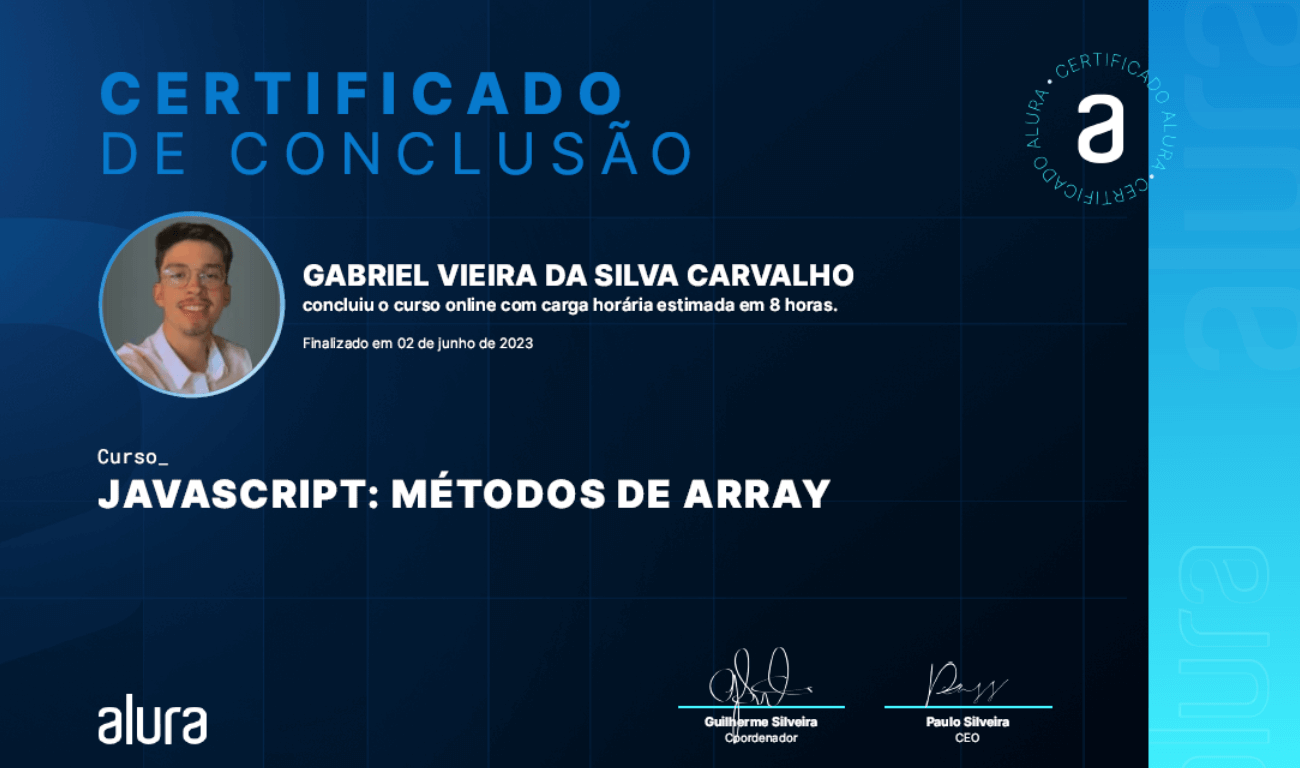 CERTIFICADO
DE CONCLUSÃO
CERTIFICADO ALURA • CERTIFICADO ALURA •
a
GABRIEL VIEIRA DA SILVA CARVALHO
concluiu o curso online com carga horária estimada em 8 horas.
Finalizado em 02 de junho de 2023
Curso_
JAVASCRIPT: MÉTODOS DE ARRAY
alura
Guilherme Silveira
Coordenador
Paulo Silveira
CEO
alura
alura